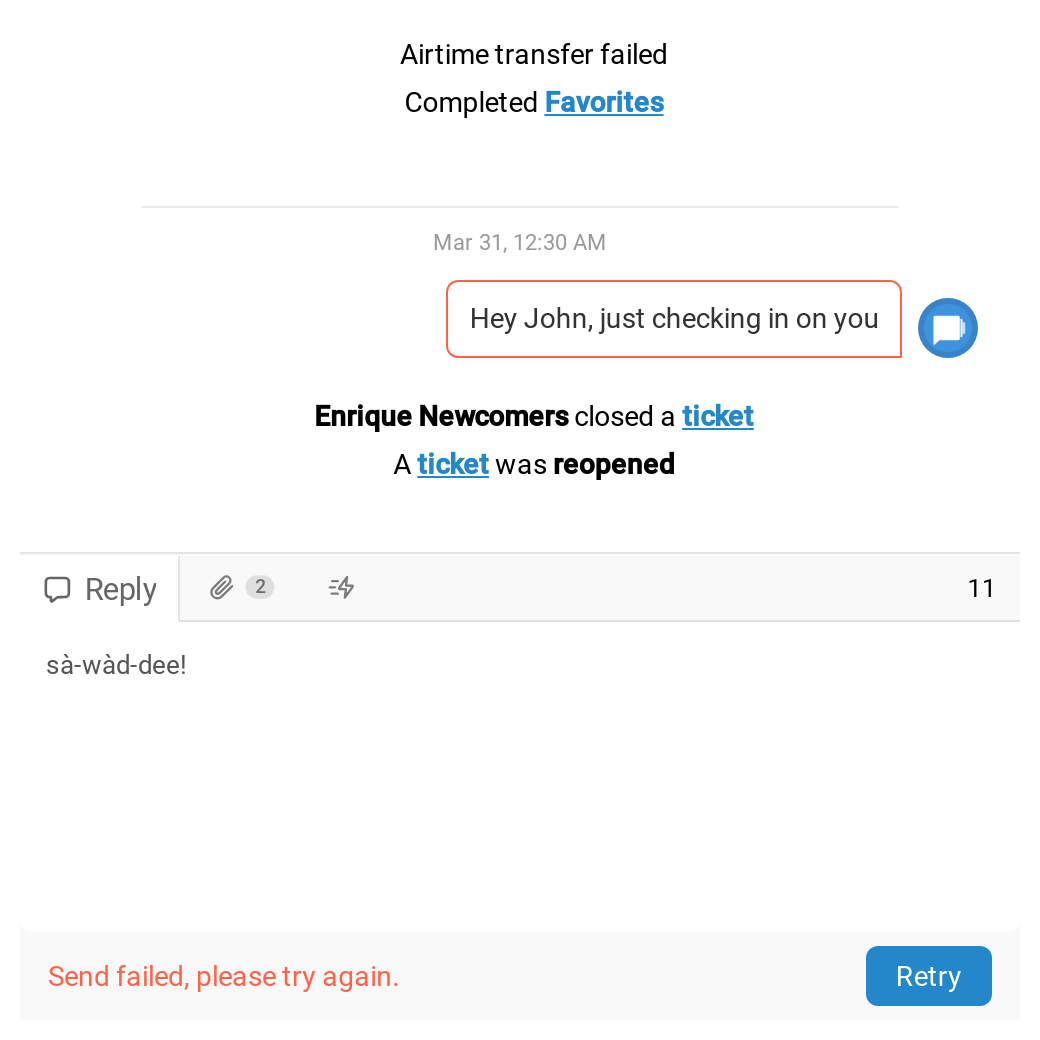 Airtime transfer failed
Completed Favorites
Mar 31, 12:30 AM
Hey John, just checking in on you
Enrique Newcomers closed a ticket
A ticket was reopened
Reply 2 11
sà-wàd-dee!
Send failed, please try again. Retry